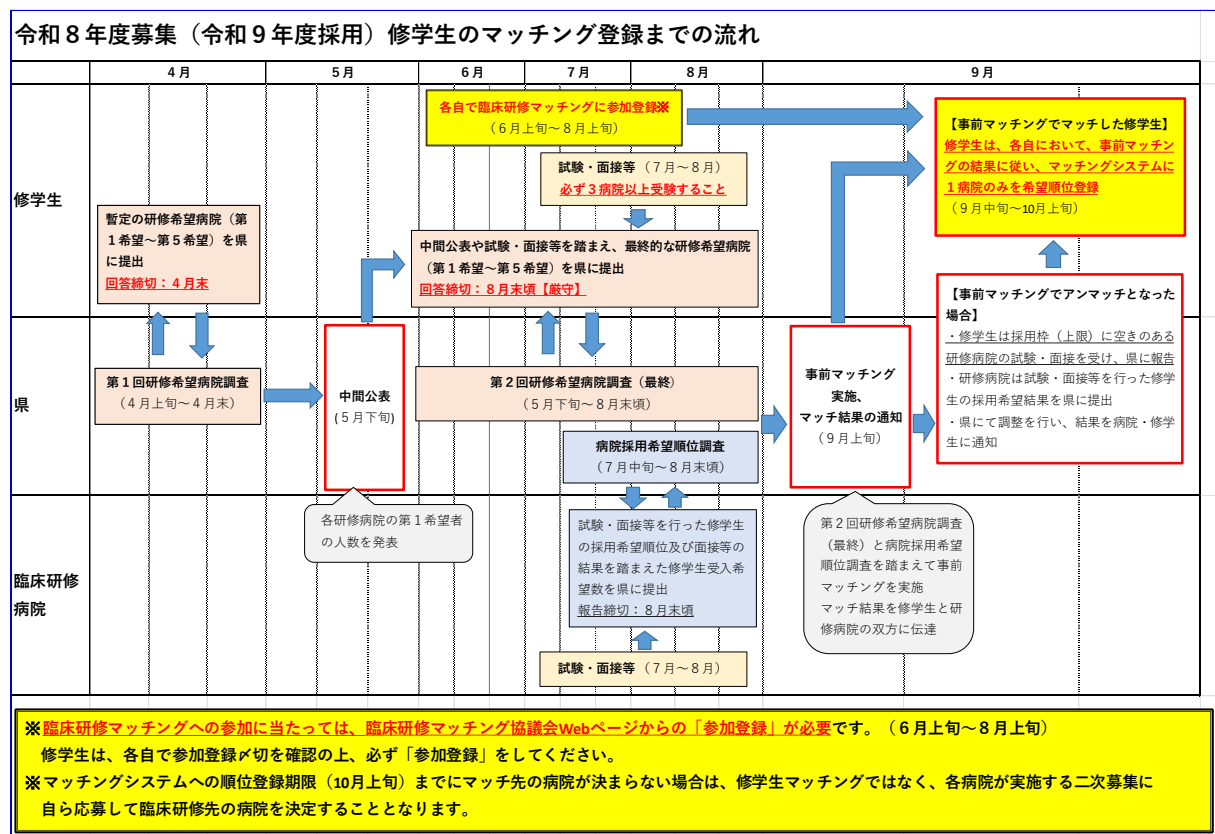 令和８年度募集（令和９年度採用）修学生のマッチング登録までの流れ
４月
５月
６月
７月
８月
９月
修学生
各自で臨床研修マッチングに参加登録※
（６月上旬～８月上旬）
試験・面接等（７月～８月）
必ず３病院以上受験すること
【事前マッチングでマッチした修学生】
修学生は、各自において、事前マッチン
グの結果に従い、マッチングシステムに
１病院のみを希望順位登録
（９月中旬～10月上旬）
暫定の研修希望病院（第
１希望～第５希望）を県
に提出
回答締切：４月末
中間公表や試験・面接等を踏まえ、最終的な研修希望病院
（第１希望～第５希望）を県に提出
回答締切：８月末頃【厳守】
県
第１回研修希望病院調査
（４月上旬～４月末）
中間公表
（５月下旬）
第２回研修希望病院調査（最終）
（５月下旬～８月末頃）
病院採用希望順位調査
（７月中旬～８月末頃）
事前マッチング
実施、
マッチ結果の通知
（９月上旬）
【事前マッチングでアンマッチとなった
場合】
・修学生は採用枠（上限）に空きのある
研修病院の試験・面接を受け、県に報告
・研修病院は試験・面接等を行った修学
生の採用希望結果を県に提出
・県にて調整を行い、結果を病院・修学
生に通知
臨床研修
病院
各研修病院の第１希望者
の人数を発表
試験・面接等を行った修学生
の採用希望順位及び面接等の
結果を踏まえた修学生受入希
望数を県に提出
報告締切：８月末頃
試験・面接等（７月～８月）
第２回研修希望病院調査
（最終）と病院採用希望
順位調査を踏まえて事前
マッチングを実施
マッチ結果を修学生と研
修病院の双方に伝達
※臨床研修マッチングへの参加に当たっては、臨床研修マッチング協議会Webページからの「参加登録」が必要です。（６月上旬～８月上旬）
修学生は、各自で参加登録〆切を確認の上、必ず「参加登録」をしてください。
※マッチングシステムへの順位登録期限（10月上旬）までにマッチ先の病院が決まらない場合は、修学生マッチングではなく、各病院が実施する二次募集に
自ら応募して臨床研修先の病院を決定することとなります。